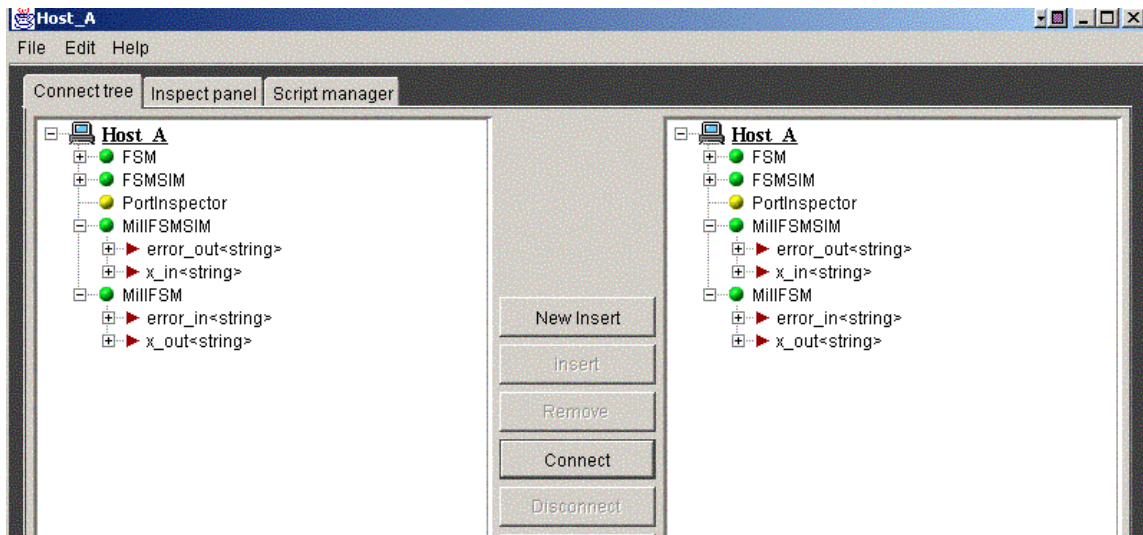 Host_A
File Edit Help
Connect tree Inspect panel Script manager
Host_A
FSM
FSMSIM
PortInspector
MillFSMSIM
error_out<string>
x_in<string>
MillFSM
error_in<string>
x_out<string>
New Insert
Insert
Remove
Connect
Disconnect
Host_A
FSM
FSMSIM
PortInspector
MillFSMSIM
error_out<string>
x_in<string>
MillFSM
error_in<string>
x_out<string>